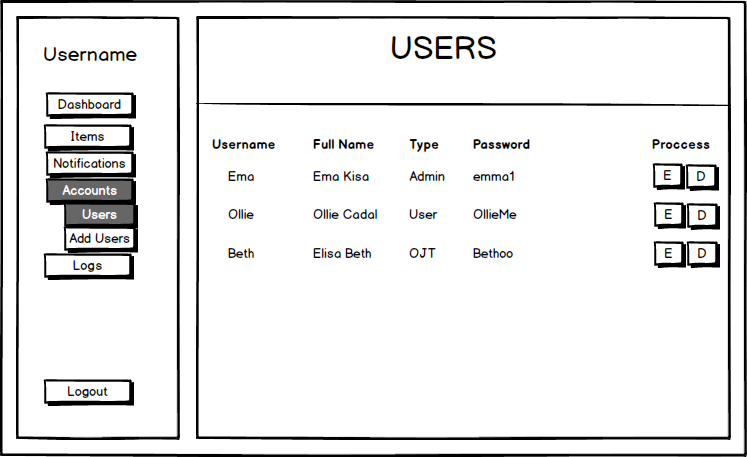 Username
Dashboard
Items
Notifications
Accounts
Users
Add Users
Logs
Logout
USERS
Username Full Name Type Password Proccess
Ema Ema Kisa Admin emma1 E D
Ollie Ollie Cadal User OllieMe E D
Beth Elisa Beth OJT Bethoo E D